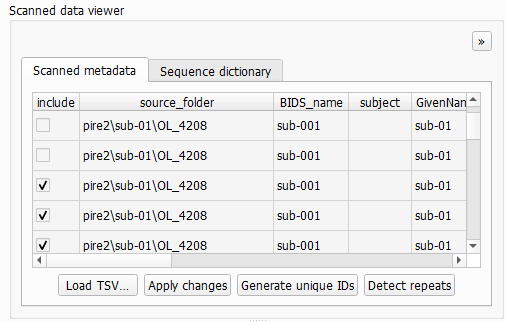 Scanned data viewer
»
Scanned metadata Sequence dictionary
include source_folder BIDS_name subject GivenNam
pire2\sub-01\OL_4208 sub-001 sub-01
pire2\sub-01\OL_4208 sub-001 sub-01
pire2\sub-01\OL_4208 sub-001 sub-01
pire2\sub-01\OL_4208 sub-001 sub-01
pire2\sub-01\OL_4208 sub-001 sub-01
Load TSV... Apply changes Generate unique IDs Detect repeats